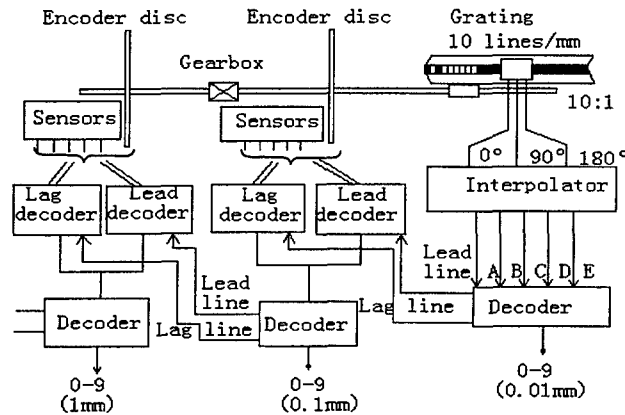 Encoder disc
Encoder disc
Grating
10 lines/mm
Gearbox
10:1
Sensors
Sensors
0° 90° 180°
Interpolator
Lag decoder
Lead decoder
Lag decoder
Lead decoder
Lead line
A B C D E
Lead line
Lag line
Lag line
Decoder
Decoder
Decoder
0-9
(1mm)
0-9
(0.1mm)
0-9
(0.01mm)